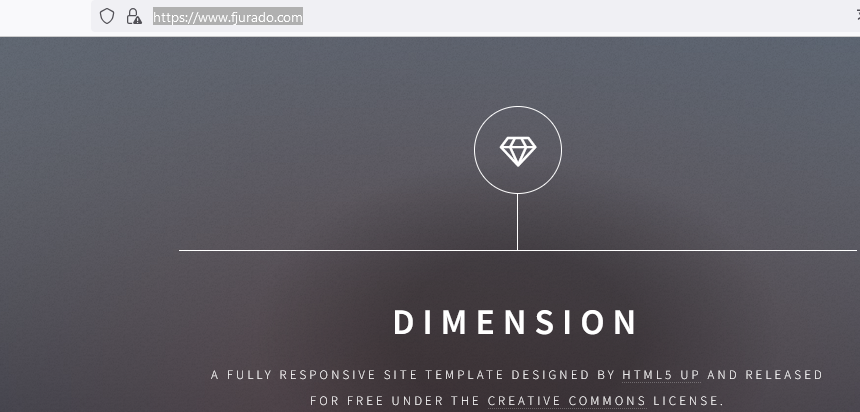 https://www.fjurado.com
DIMENSION
A FULLY RESPONSIVE SITE TEMPLATE DESIGNED BY HTML5 UP AND RELEASED
FOR FREE UNDER THE CREATIVE COMMONS LICENSE.